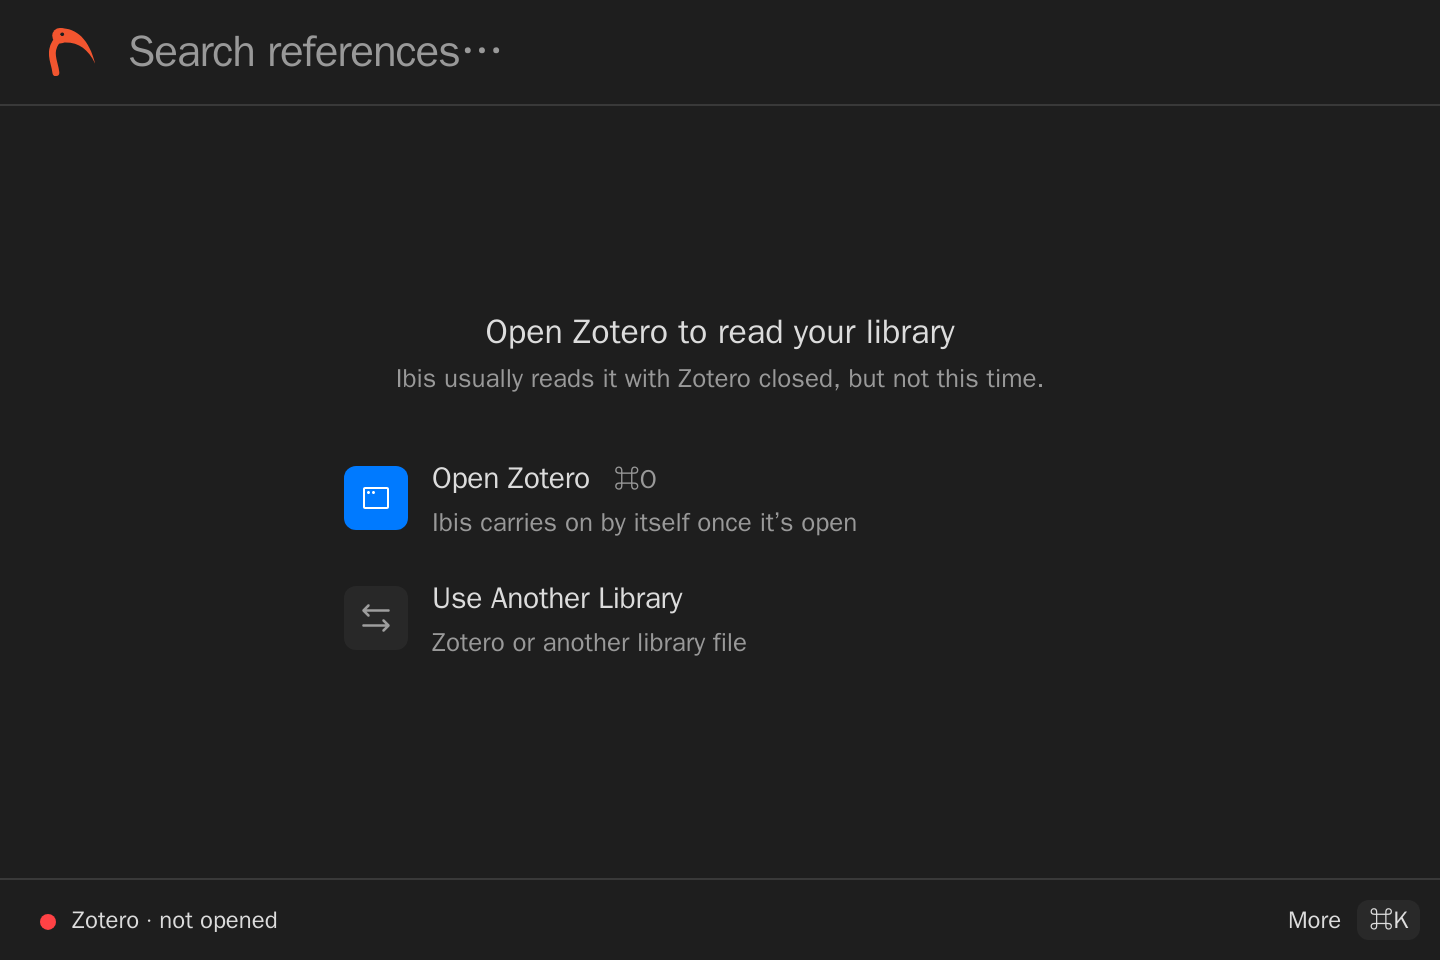 Search references…
Open Zotero to read your library
Ibis usually reads it with Zotero closed, but not this time.
Open Zotero ⌘O
Ibis carries on by itself once it’s open
Use Another Library
Zotero or another library file
Zotero · not opened
More ⌘K